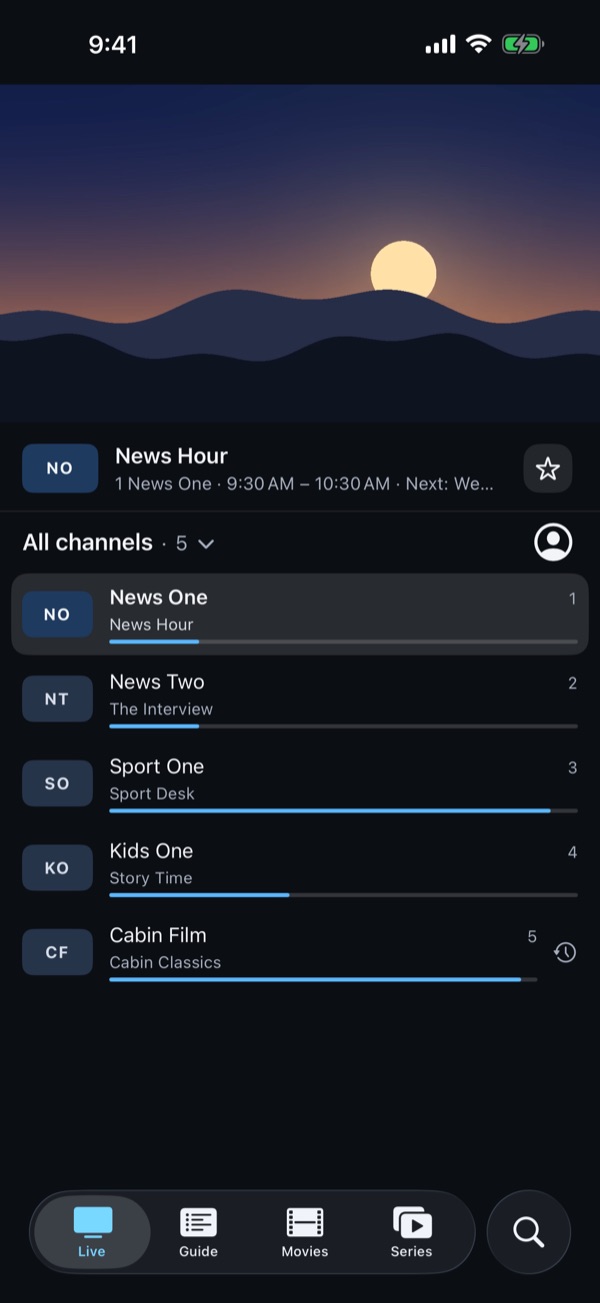 9:41
NO
News Hour
1 News One · 9:30 AM – 10:30 AM · Next: We...
All channels · 5
NO
News One
1
News Hour
NT
News Two
2
The Interview
SO
Sport One
3
Sport Desk
KO
Kids One
4
Story Time
CF
Cabin Film
5
Cabin Classics
Live
Guide
Movies
Series